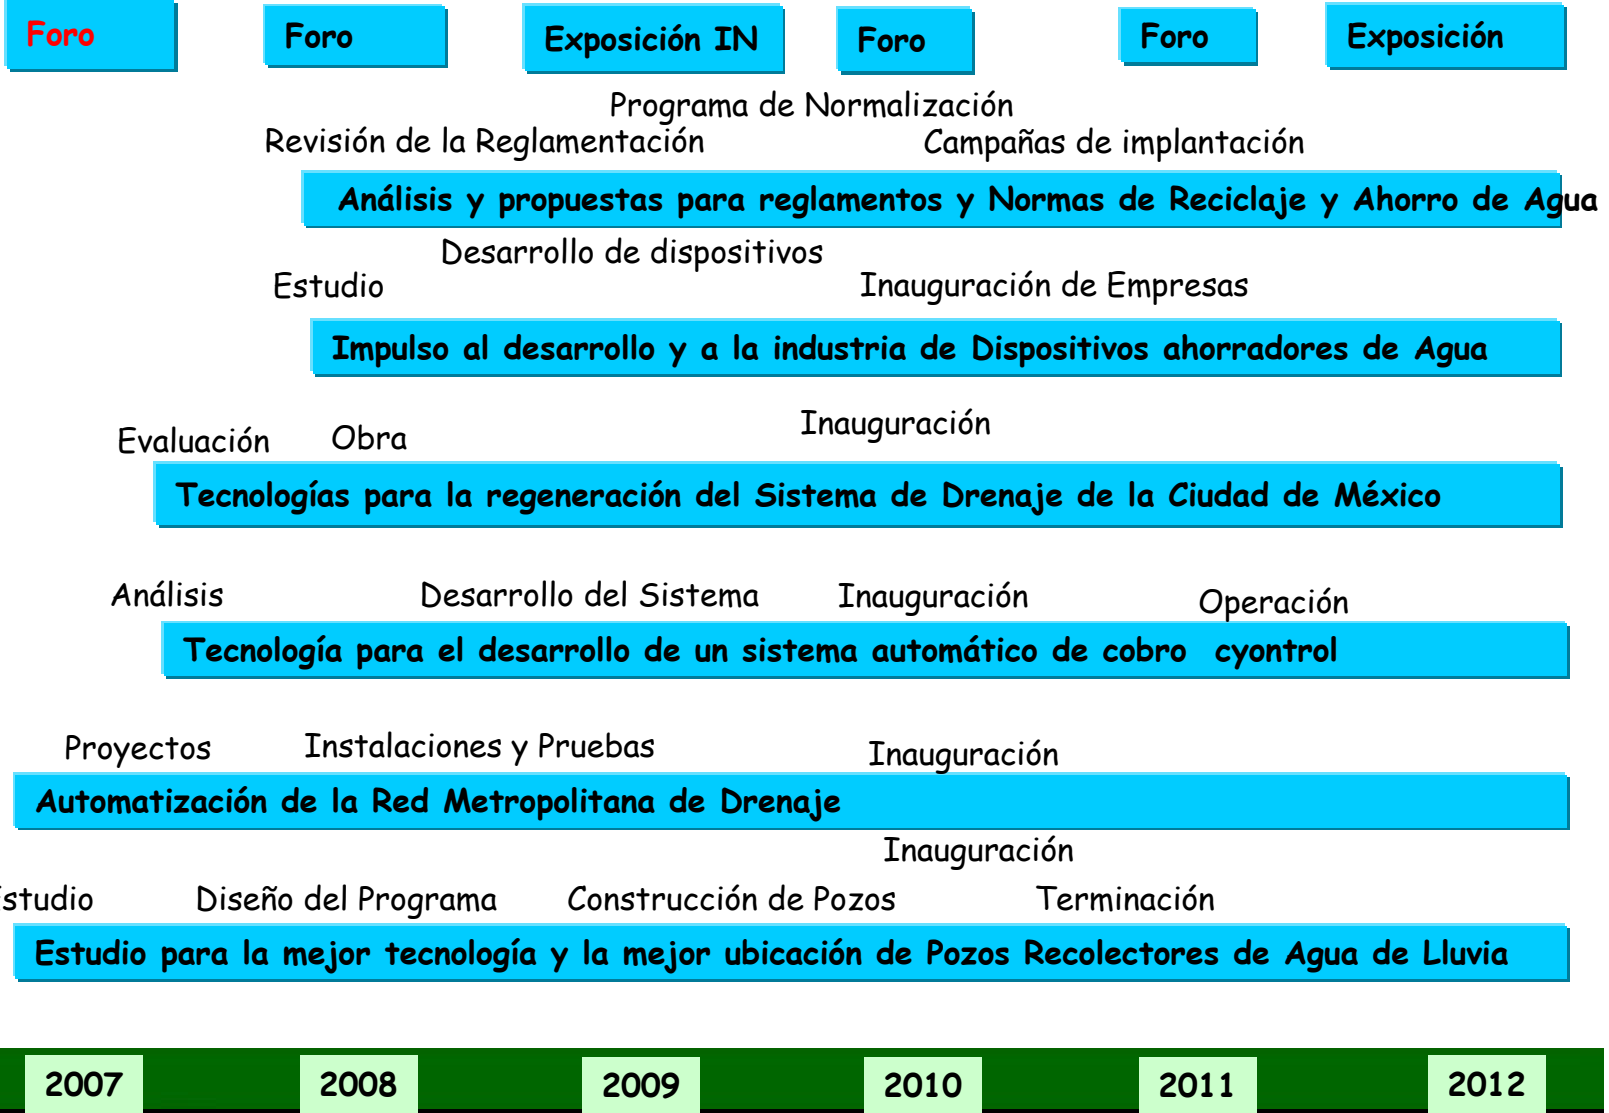 Foro
Foro
Exposición IN
Foro
Foro
Exposición
Programa de Normalización
Revisión de la Reglamentación
Campañas de implantación
Análisis y propuestas para reglamentos y Normas de Reciclaje y Ahorro de Agua
Desarrollo de dispositivos
Estudio
Inauguración de Empresas
Impulso al desarrollo y a la industria de Dispositivos ahorradores de Agua
Inauguración
Evaluación
Obra
Tecnologías para la regeneración del Sistema de Drenaje de la Ciudad de México
Análisis
Desarrollo del Sistema
Inauguración
Operación
Tecnología para el desarrollo de un sistema automático de cobro cyontrol
Proyectos
Instalaciones y Pruebas
Inauguración
Automatización de la Red Metropolitana de Drenaje
Inauguración
Estudio
Diseño del Programa
Construcción de Pozos
Terminación
Estudio para la mejor tecnología y la mejor ubicación de Pozos Recolectores de Agua de Lluvia
2007
2008
2009
2010
2011
2012